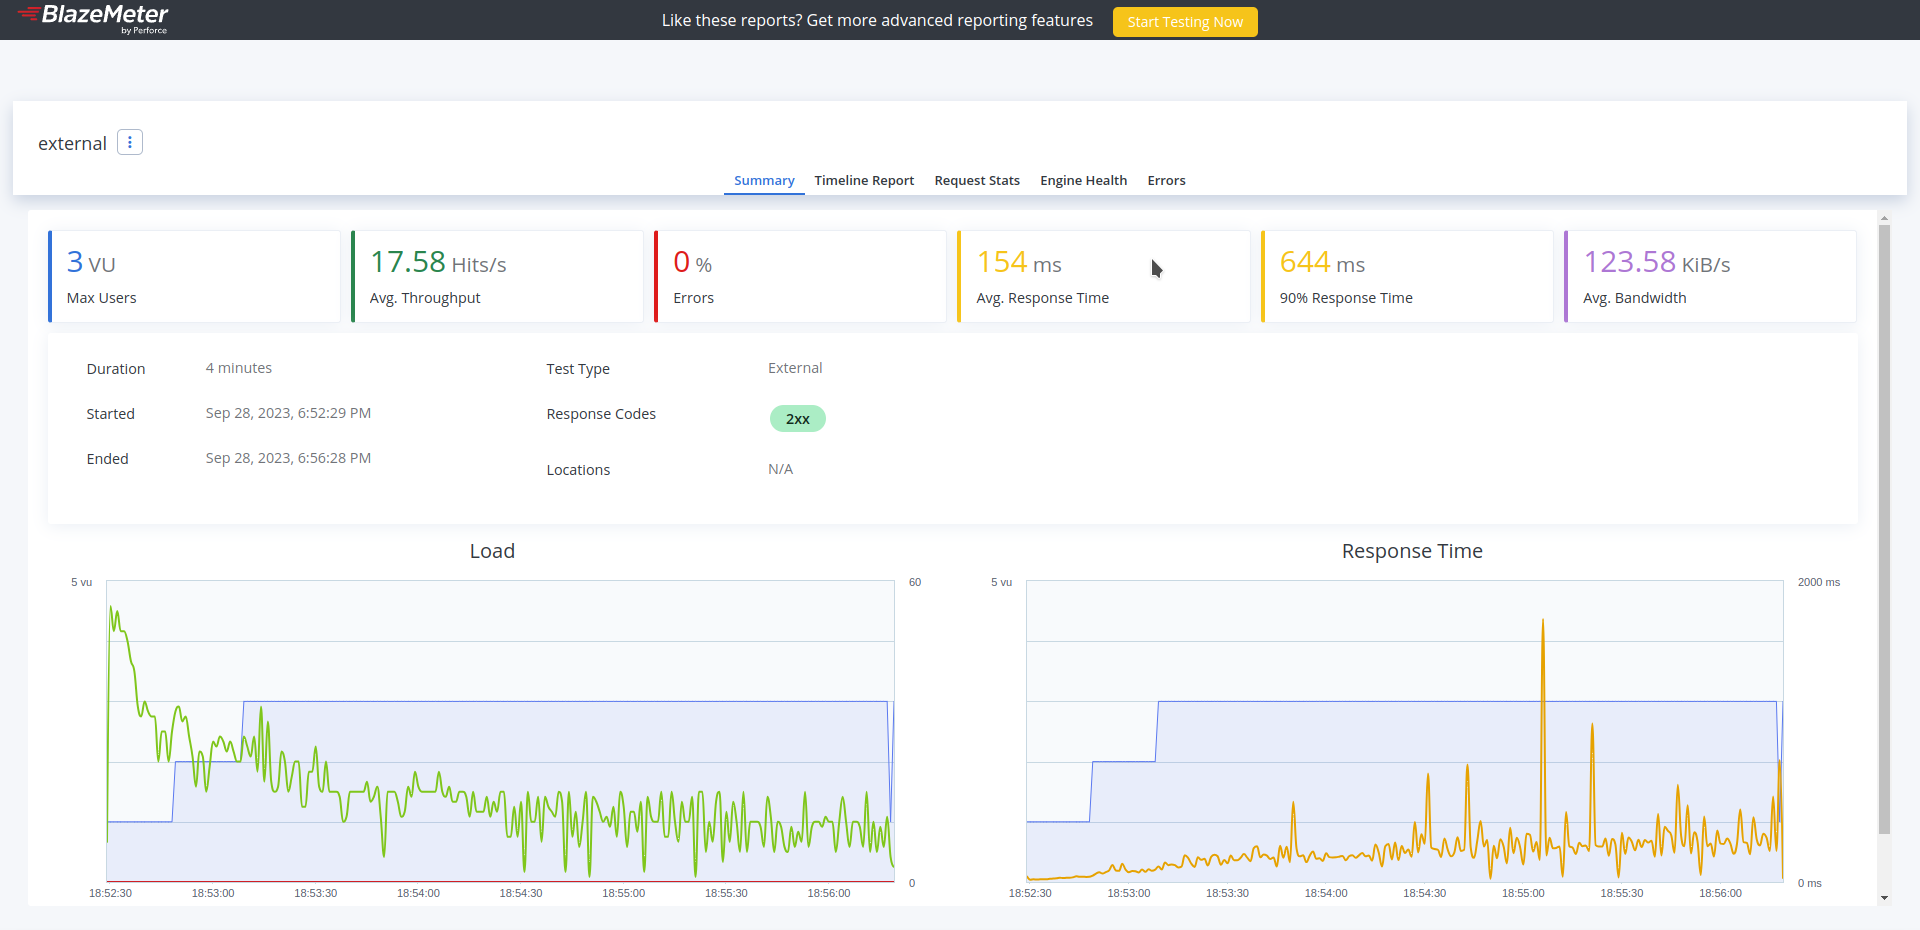 BlazeMeter
by Perforce
Like these reports? Get more advanced reporting features
Start Testing Now
external
Summary Timeline Report Request Stats Engine Health Errors
3 VU
Max Users
17.58 Hits/s
Avg. Throughput
0 %
Errors
154 ms
Avg. Response Time
644 ms
90% Response Time
123.58 KiB/s
Avg. Bandwidth
Duration 4 minutes
Started Sep 28, 2023, 6:52:29 PM
Ended Sep 28, 2023, 6:56:28 PM
Test Type External
Response Codes 2xx
Locations N/A
Load
5 vu 60
0
18:52:30 18:53:00 18:53:30 18:54:00 18:54:30 18:55:00 18:55:30 18:56:00
Response Time
5 vu 2000 ms
0 ms
18:52:30 18:53:00 18:53:30 18:54:00 18:54:30 18:55:00 18:55:30 18:56:00